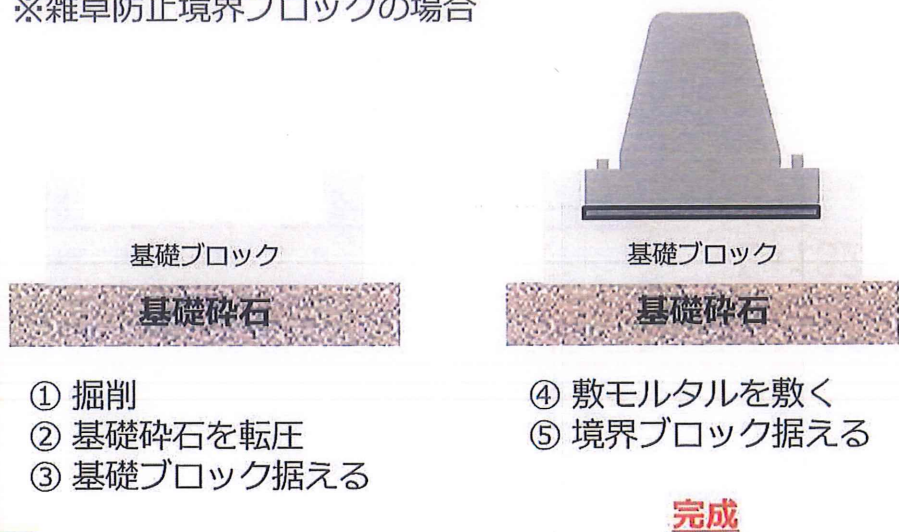 ※雑草防止境界ブロックの場合
基礎ブロック
基礎砕石
基礎ブロック
基礎砕石
① 掘削
② 基礎砕石を転圧
③ 基礎ブロック据える
④ 敷モルタルを敷く
⑤ 境界ブロック据える
完成